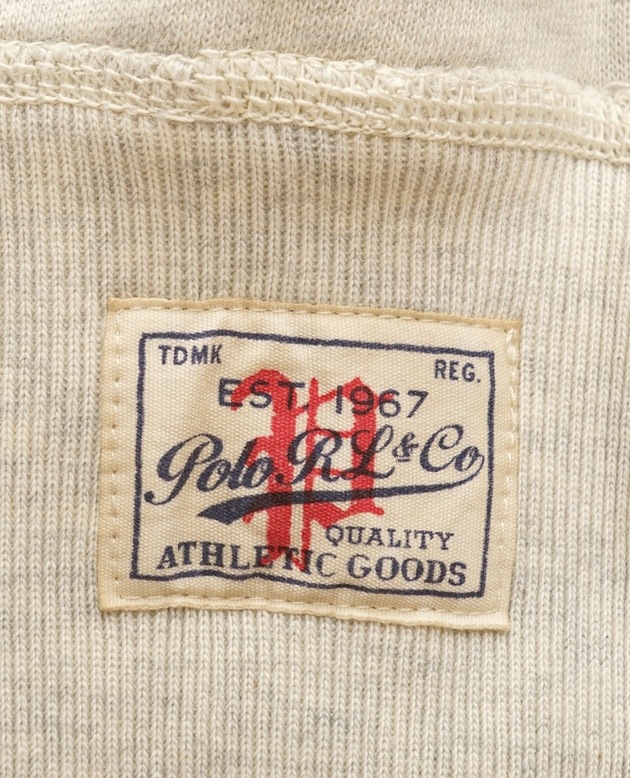 TDMK REG.
EST. 1967
P
Polo RL & Co
QUALITY
ATHLETIC GOODS